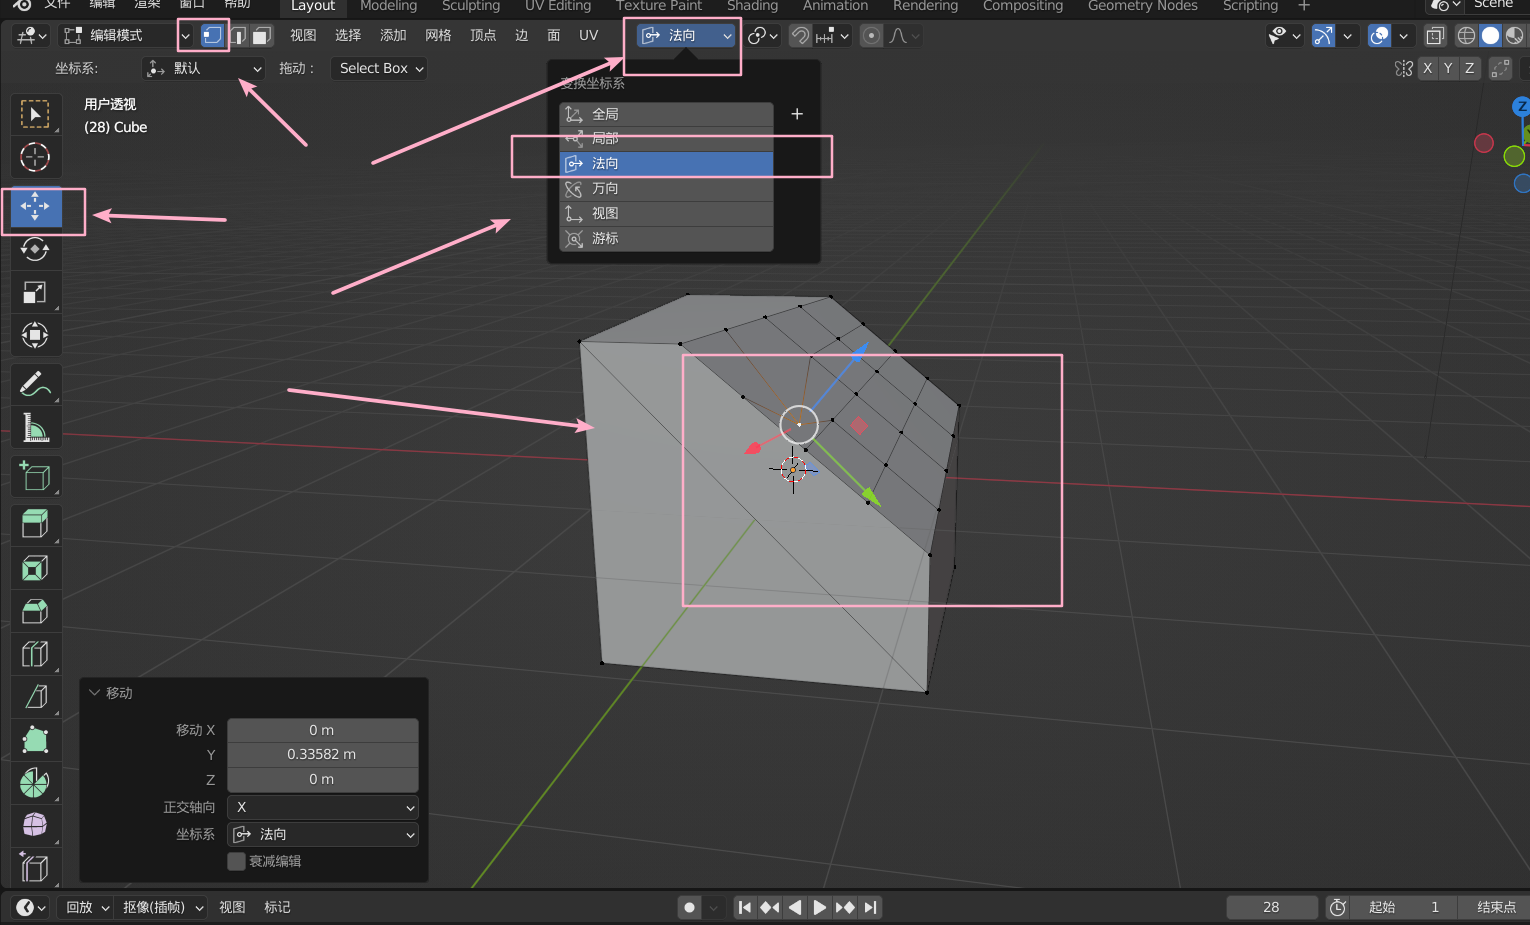 文件 编辑 渲染 窗口 帮助 Layout Modeling Sculpting UV Editing Texture Paint Shading Animation Rendering Compositing Geometry Nodes Scripting + Scene
编辑模式 视图 选择 添加 网格 顶点 边 面 UV 法向
坐标系: 默认 拖动: Select Box X Y Z
变换坐标系
全局
局部
法向
万向
视图
游标
用户透视
(28) Cube
Z
移动
移动 X 0 m
Y 0.33582 m
Z 0 m
正交轴向 X
坐标系 法向
衰减编辑
回放 抠像(插帧) 视图 标记 28 起始 1 结束点